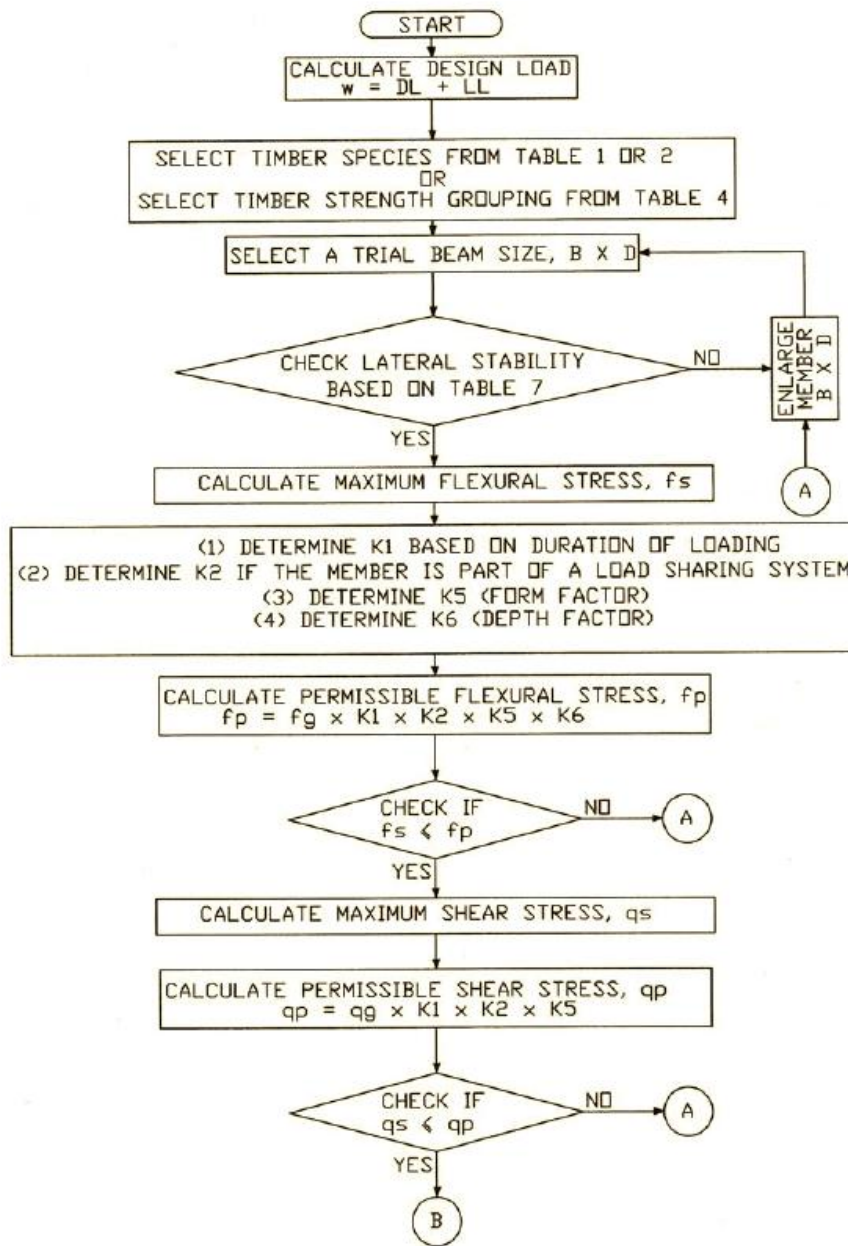 START
CALCULATE DESIGN LOAD
w = DL + LL
SELECT TIMBER SPECIES FROM TABLE 1 OR 2
OR
SELECT TIMBER STRENGTH GROUPING FROM TABLE 4
SELECT A TRIAL BEAM SIZE, B X D
ENLARGE
MEMBER
B X D
CHECK LATERAL STABILITY
BASED ON TABLE 7
NO
YES
A
CALCULATE MAXIMUM FLEXURAL STRESS, fs
(1) DETERMINE K1 BASED ON DURATION OF LOADING
(2) DETERMINE K2 IF THE MEMBER IS PART OF A LOAD SHARING SYSTEM
(3) DETERMINE K5 (FORM FACTOR)
(4) DETERMINE K6 (DEPTH FACTOR)
CALCULATE PERMISSIBLE FLEXURAL STRESS, fp
fp = fg x K1 x K2 x K5 x K6
CHECK IF
fs ⩽ fp
NO
A
YES
CALCULATE MAXIMUM SHEAR STRESS, qs
CALCULATE PERMISSIBLE SHEAR STRESS, qp
qp = qg x K1 x K2 x K5
CHECK IF
qs ⩽ qp
NO
A
YES
B